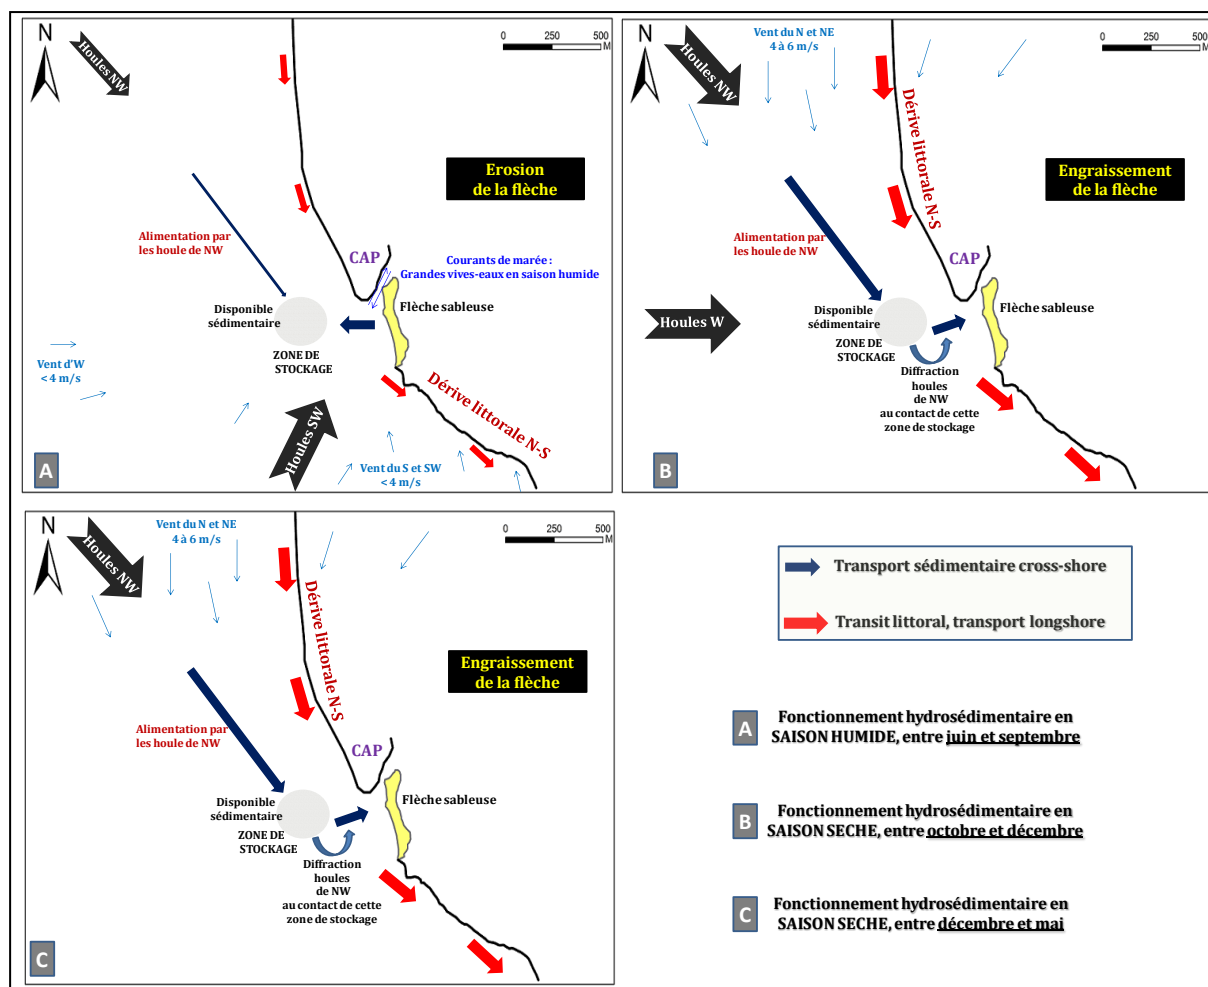 N
Houles NW
0 250 500
M
Erosion
de la flèche
Alimentation par
les houle de NW
CAP
Courants de marée :
Grandes vives-eaux en saison humide
Disponible
sédimentaire
Flèche sableuse
ZONE DE
STOCKAGE
Vent d'W
< 4 m/s
Houles SW
Dérive littorale N-S
Vent du S et SW
< 4 m/s
A
N
Houles NW
Vent du N et NE
4 à 6 m/s
0 250 500
M
Dérive littorale N-S
Engraissement
de la flèche
Alimentation par
les houle de NW
CAP
Houles W
Disponible
sédimentaire
Flèche sableuse
ZONE DE
STOCKAGE
Diffraction
houles
de NW
au contact de cette
zone de stockage
B
N
Houles NW
Vent du N et NE
4 à 6 m/s
0 250 500
M
Dérive littorale N-S
Engraissement
de la flèche
Alimentation par
les houle de NW
CAP
Disponible
sédimentaire
Flèche sableuse
ZONE DE
STOCKAGE
Diffraction
houles
de NW
au contact de cette
zone de stockage
C
Transport sédimentaire cross-shore
Transit littoral, transport longshore
A
Fonctionnement hydrosédimentaire en
SAISON HUMIDE, entre juin et septembre
B
Fonctionnement hydrosédimentaire en
SAISON SECHE, entre octobre et décembre
C
Fonctionnement hydrosédimentaire en
SAISON SECHE, entre décembre et mai